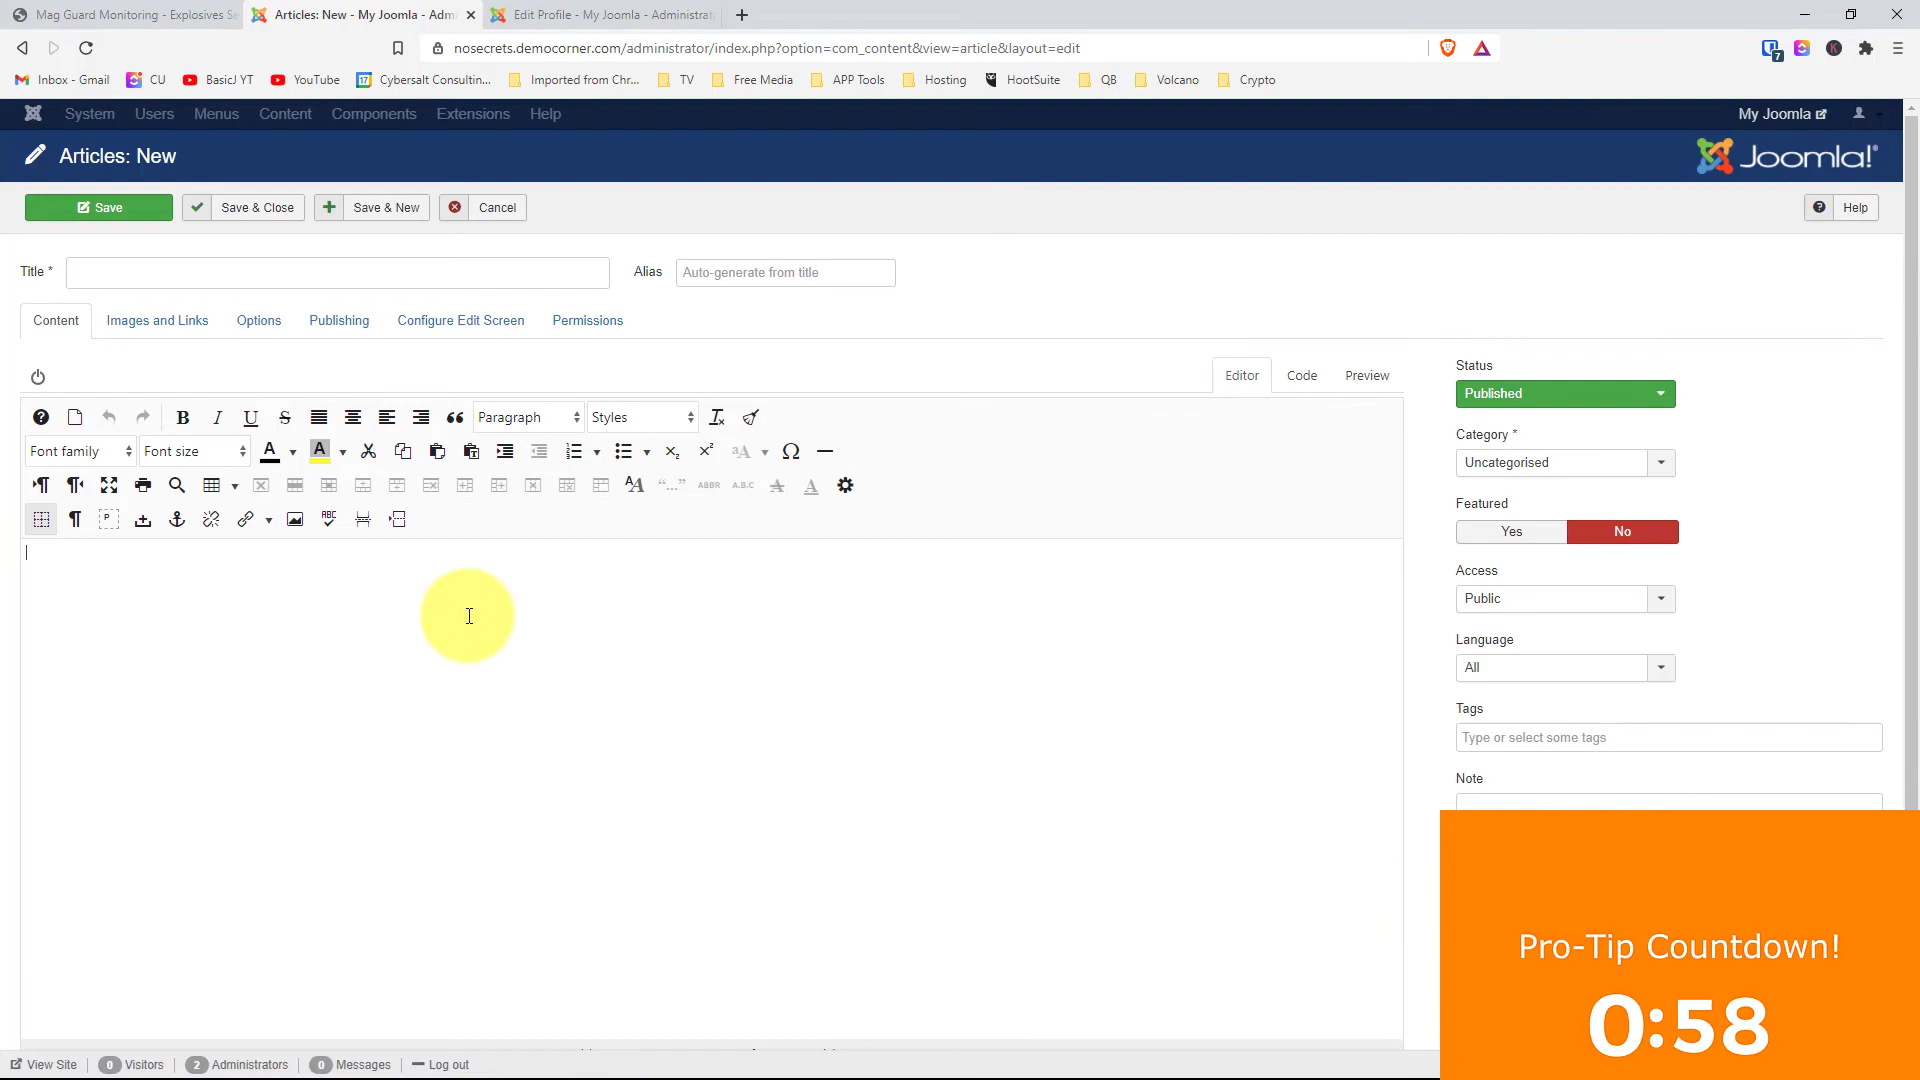 Mag Guard Monitoring - Explosives Se
Articles: New - My Joomla - Admi
Edit Profile - My Joomla - Administrat
nosecrets.democorner.com/administrator/index.php?option=com_content&view=article&layout=edit
7
Inbox - Gmail
CU
BasicJ YT
YouTube
17
Cybersalt Consultin...
Imported from Chr...
TV
Free Media
APP Tools
Hosting
HootSuite
QB
Volcano
Crypto
System Users Menus Content Components Extensions Help
My Joomla
Articles: New
Joomla!®
Save
Save & Close
Save & New
Cancel
Help
Title *
Alias
Auto-generate from title
Content
Images and Links
Options
Publishing
Configure Edit Screen
Permissions
Editor
Code
Preview
Paragraph
Styles
Font family
Font size
ABBR
A.B.C
ABC
Status
Published
Category *
Uncategorised
Featured
Yes
No
Access
Public
Language
All
Tags
Type or select some tags
Note
Pro-Tip Countdown!
0:58
View Site
0 Visitors
2 Administrators
0 Messages
Log out